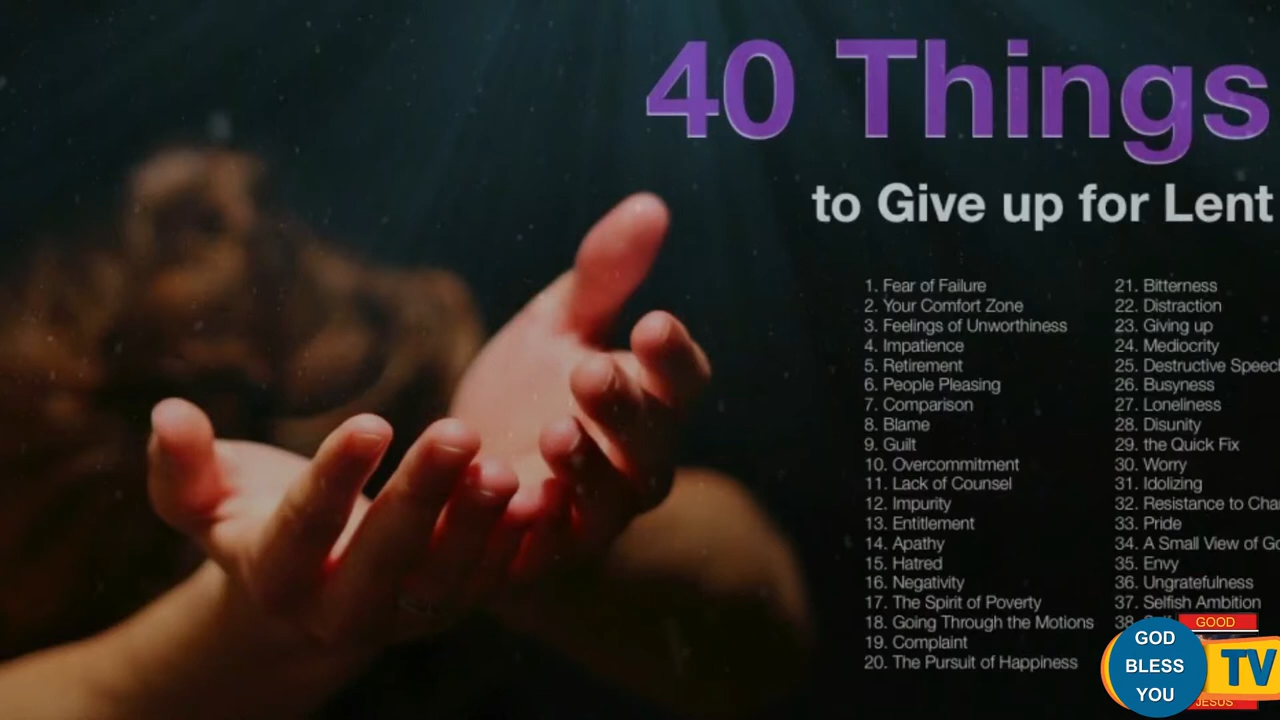 40 Things
to Give up for Lent
1. Fear of Failure
2. Your Comfort Zone
3. Feelings of Unworthiness
4. Impatience
5. Retirement
6. People Pleasing
7. Comparison
8. Blame
9. Guilt
10. Overcommitment
11. Lack of Counsel
12. Impurity
13. Entitlement
14. Apathy
15. Hatred
16. Negativity
17. The Spirit of Poverty
18. Going Through the Motions
19. Complaint
20. The Pursuit of Happiness
21. Bitterness
22. Distraction
23. Giving up
24. Mediocrity
25. Destructive
26. Busyness
27. Loneliness
28. Disunity
29. the Quick Fix
30. Worry
31. Idolizing
32. Resistance to
33. Pride
34. A Small View of
35. Envy
36. Ungratefulness
37. Selfish Ambition
38.
GOOD
GOD
BLESS
YOU
TV
JESUS